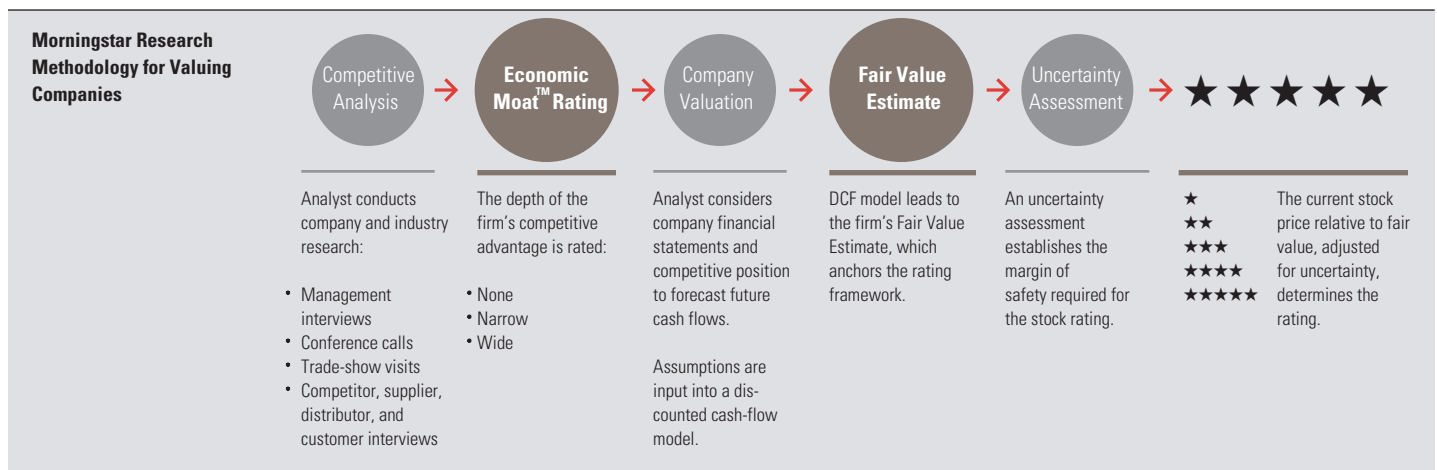 Morningstar Research
Methodology for Valuing
Companies
Competitive
Analysis
Economic
Moat™ Rating
Company
Valuation
Fair Value
Estimate
Uncertainty
Assessment
★ ★ ★ ★ ★
Analyst conducts
company and industry
research:
• Management
interviews
• Conference calls
• Trade-show visits
• Competitor, supplier,
distributor, and
customer interviews
The depth of the
firm's competitive
advantage is rated:
• None
• Narrow
• Wide
Analyst considers
company financial
statements and
competitive position
to forecast future
cash flows.
Assumptions are
input into a dis-
counted cash-flow
model.
DCF model leads to
the firm's Fair Value
Estimate, which
anchors the rating
framework.
An uncertainty
assessment
establishes the
margin of
safety required for
the stock rating.
★
★★
★★★
★★★★
★★★★★
The current stock
price relative to fair
value, adjusted
for uncertainty,
determines the
rating.